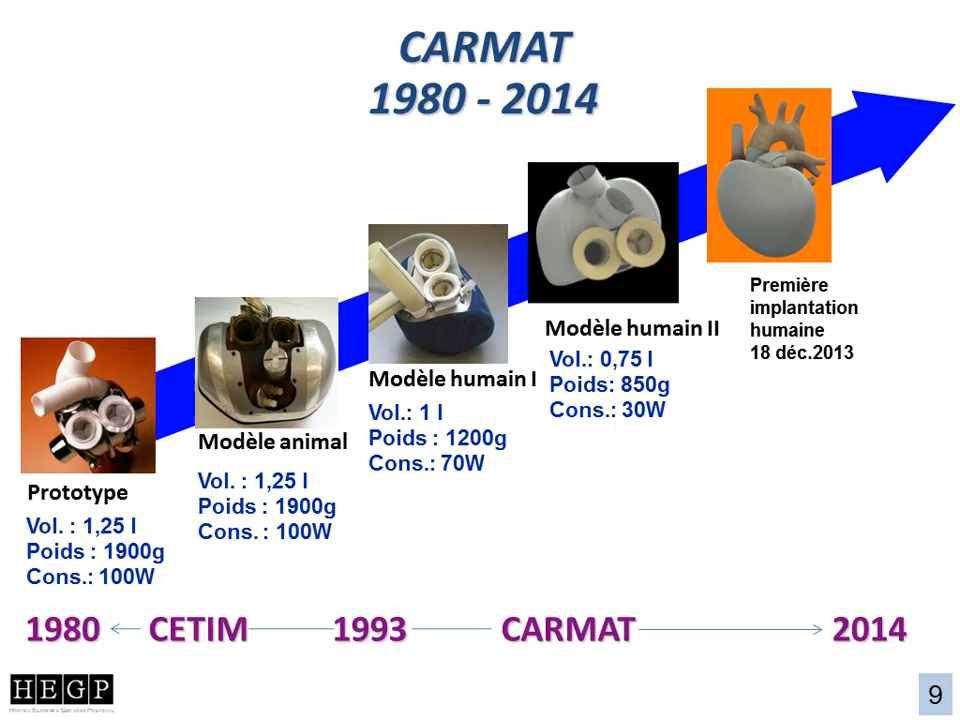 CARMAT
1980 - 2014
Première
implantation
humaine
18 déc.2013
Modèle humain II
Vol.: 0,75 l
Poids: 850g
Cons.: 30W
Modèle humain I
Vol.: 1 l
Poids : 1200g
Cons.: 70W
Modèle animal
Vol. : 1,25 l
Poids : 1900g
Cons. : 100W
Prototype
Vol. : 1,25 l
Poids : 1900g
Cons.: 100W
1980 CETIM 1993 CARMAT 2014
HEGP
9